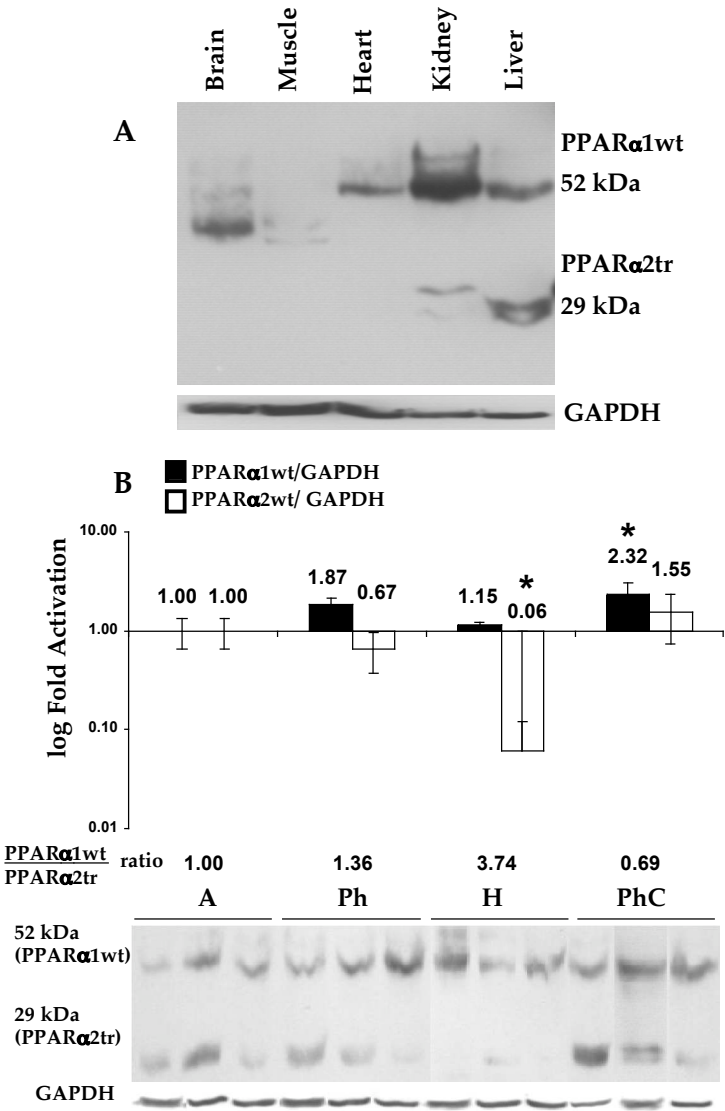 Brain
Muscle
Heart
Kidney
Liver
A
PPARα1wt
52 kDa
PPARα2tr
29 kDa
GAPDH
B
PPARα1wt/GAPDH
PPARα2wt/ GAPDH
log Fold Activation
10.00
1.00
0.10
0.01
1.00 1.00
1.87
0.67
1.15
*
0.06
*
2.32
1.55
PPARα1wt
PPARα2tr
ratio 1.00 1.36 3.74 0.69
A Ph H PhC
52 kDa
(PPARα1wt)
29 kDa
(PPARα2tr)
GAPDH